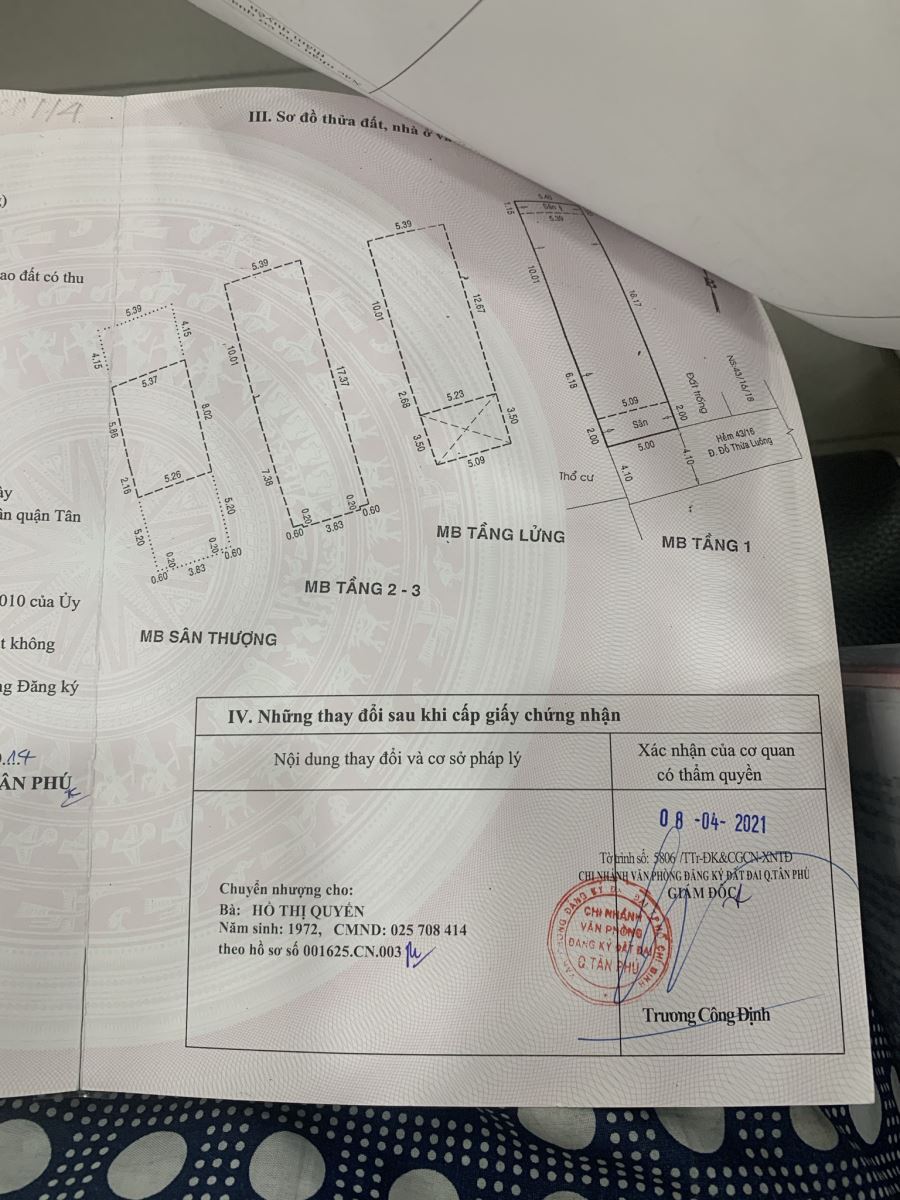 III. Sơ đồ thửa đất, nhà ở
ao đất có thu
ân quận Tân
010 của Ủy
t không
ng Đăng ký
ÂN PHÚ
5.39
4.15
4.15
5.37
5.86
8.02
2.16
5.26
5.20
5.20
0.20
0.20
0.60
3.83
0.60
MB SÂN THƯỢNG
5.39
10.01
17.37
7.38
0.20
0.20
0.60
3.83
0.60
MB TẦNG 2 - 3
5.39
10.01
12.67
2.68
5.23
3.50
3.50
5.09
MB TẦNG LỬNG
1.15
5.39
10.01
16.17
6.18
5.09
2.00
Sân
2.00
5.00
4.10
4.10
Thổ cư
Đất trống
NS-43/16/18
Hẻm 43/16
Đ. Đỗ Thừa Luông
MB TẦNG 1
IV. Những thay đổi sau khi cấp giấy chứng nhận
Nội dung thay đổi và cơ sở pháp lý
Xác nhận của cơ quan
có thẩm quyền
08 -04- 2021
Tờ trình số: 5806 /TTr-ĐK&CGCN-XNTĐ
CHI NHÁNH VĂN PHÒNG ĐĂNG KÝ ĐẤT ĐAI Q.TÂN PHÚ
GIÁM ĐỐC
Chuyển nhượng cho:
Bà: HỒ THỊ QUYÊN
Năm sinh: 1972, CMND: 025 708 414
theo hồ sơ số 001625.CN.003
CHI NHÁNH
VĂN PHÒNG
ĐĂNG KÝ ĐẤT ĐAI
Q.TÂN PHÚ
Trương Công Định